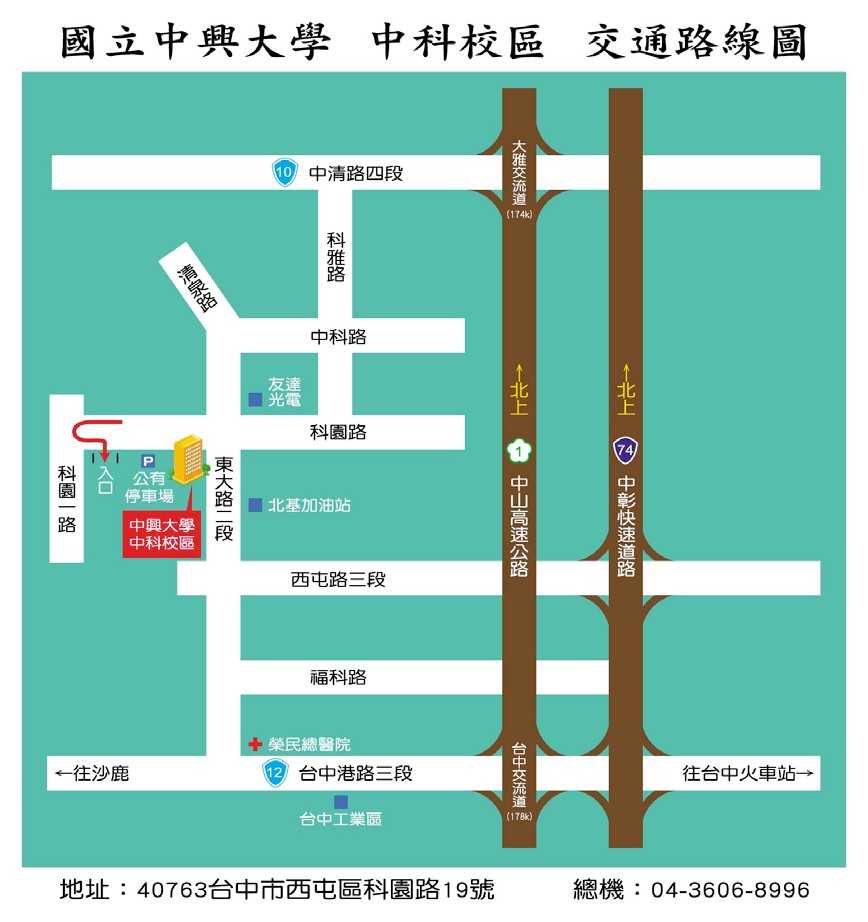 國立中興大學 中科校區 交通路線圖
大雅交流道
(174k)
10 中清路四段
科雅路
清泉路
中科路
←北上
←北上
友達
光電
科園路
1
中山高速公路
74
中彰快速道路
科園一路
入口
P
公有
停車場
東大路二段
中興大學
中科校區
北基加油站
西屯路三段
福科路
榮民總醫院
←往沙鹿
12 台中港路三段
台中交流道
(178k)
往台中火車站→
台中工業區
地址：40763台中市西屯區科園路19號 總機：04-3606-8996